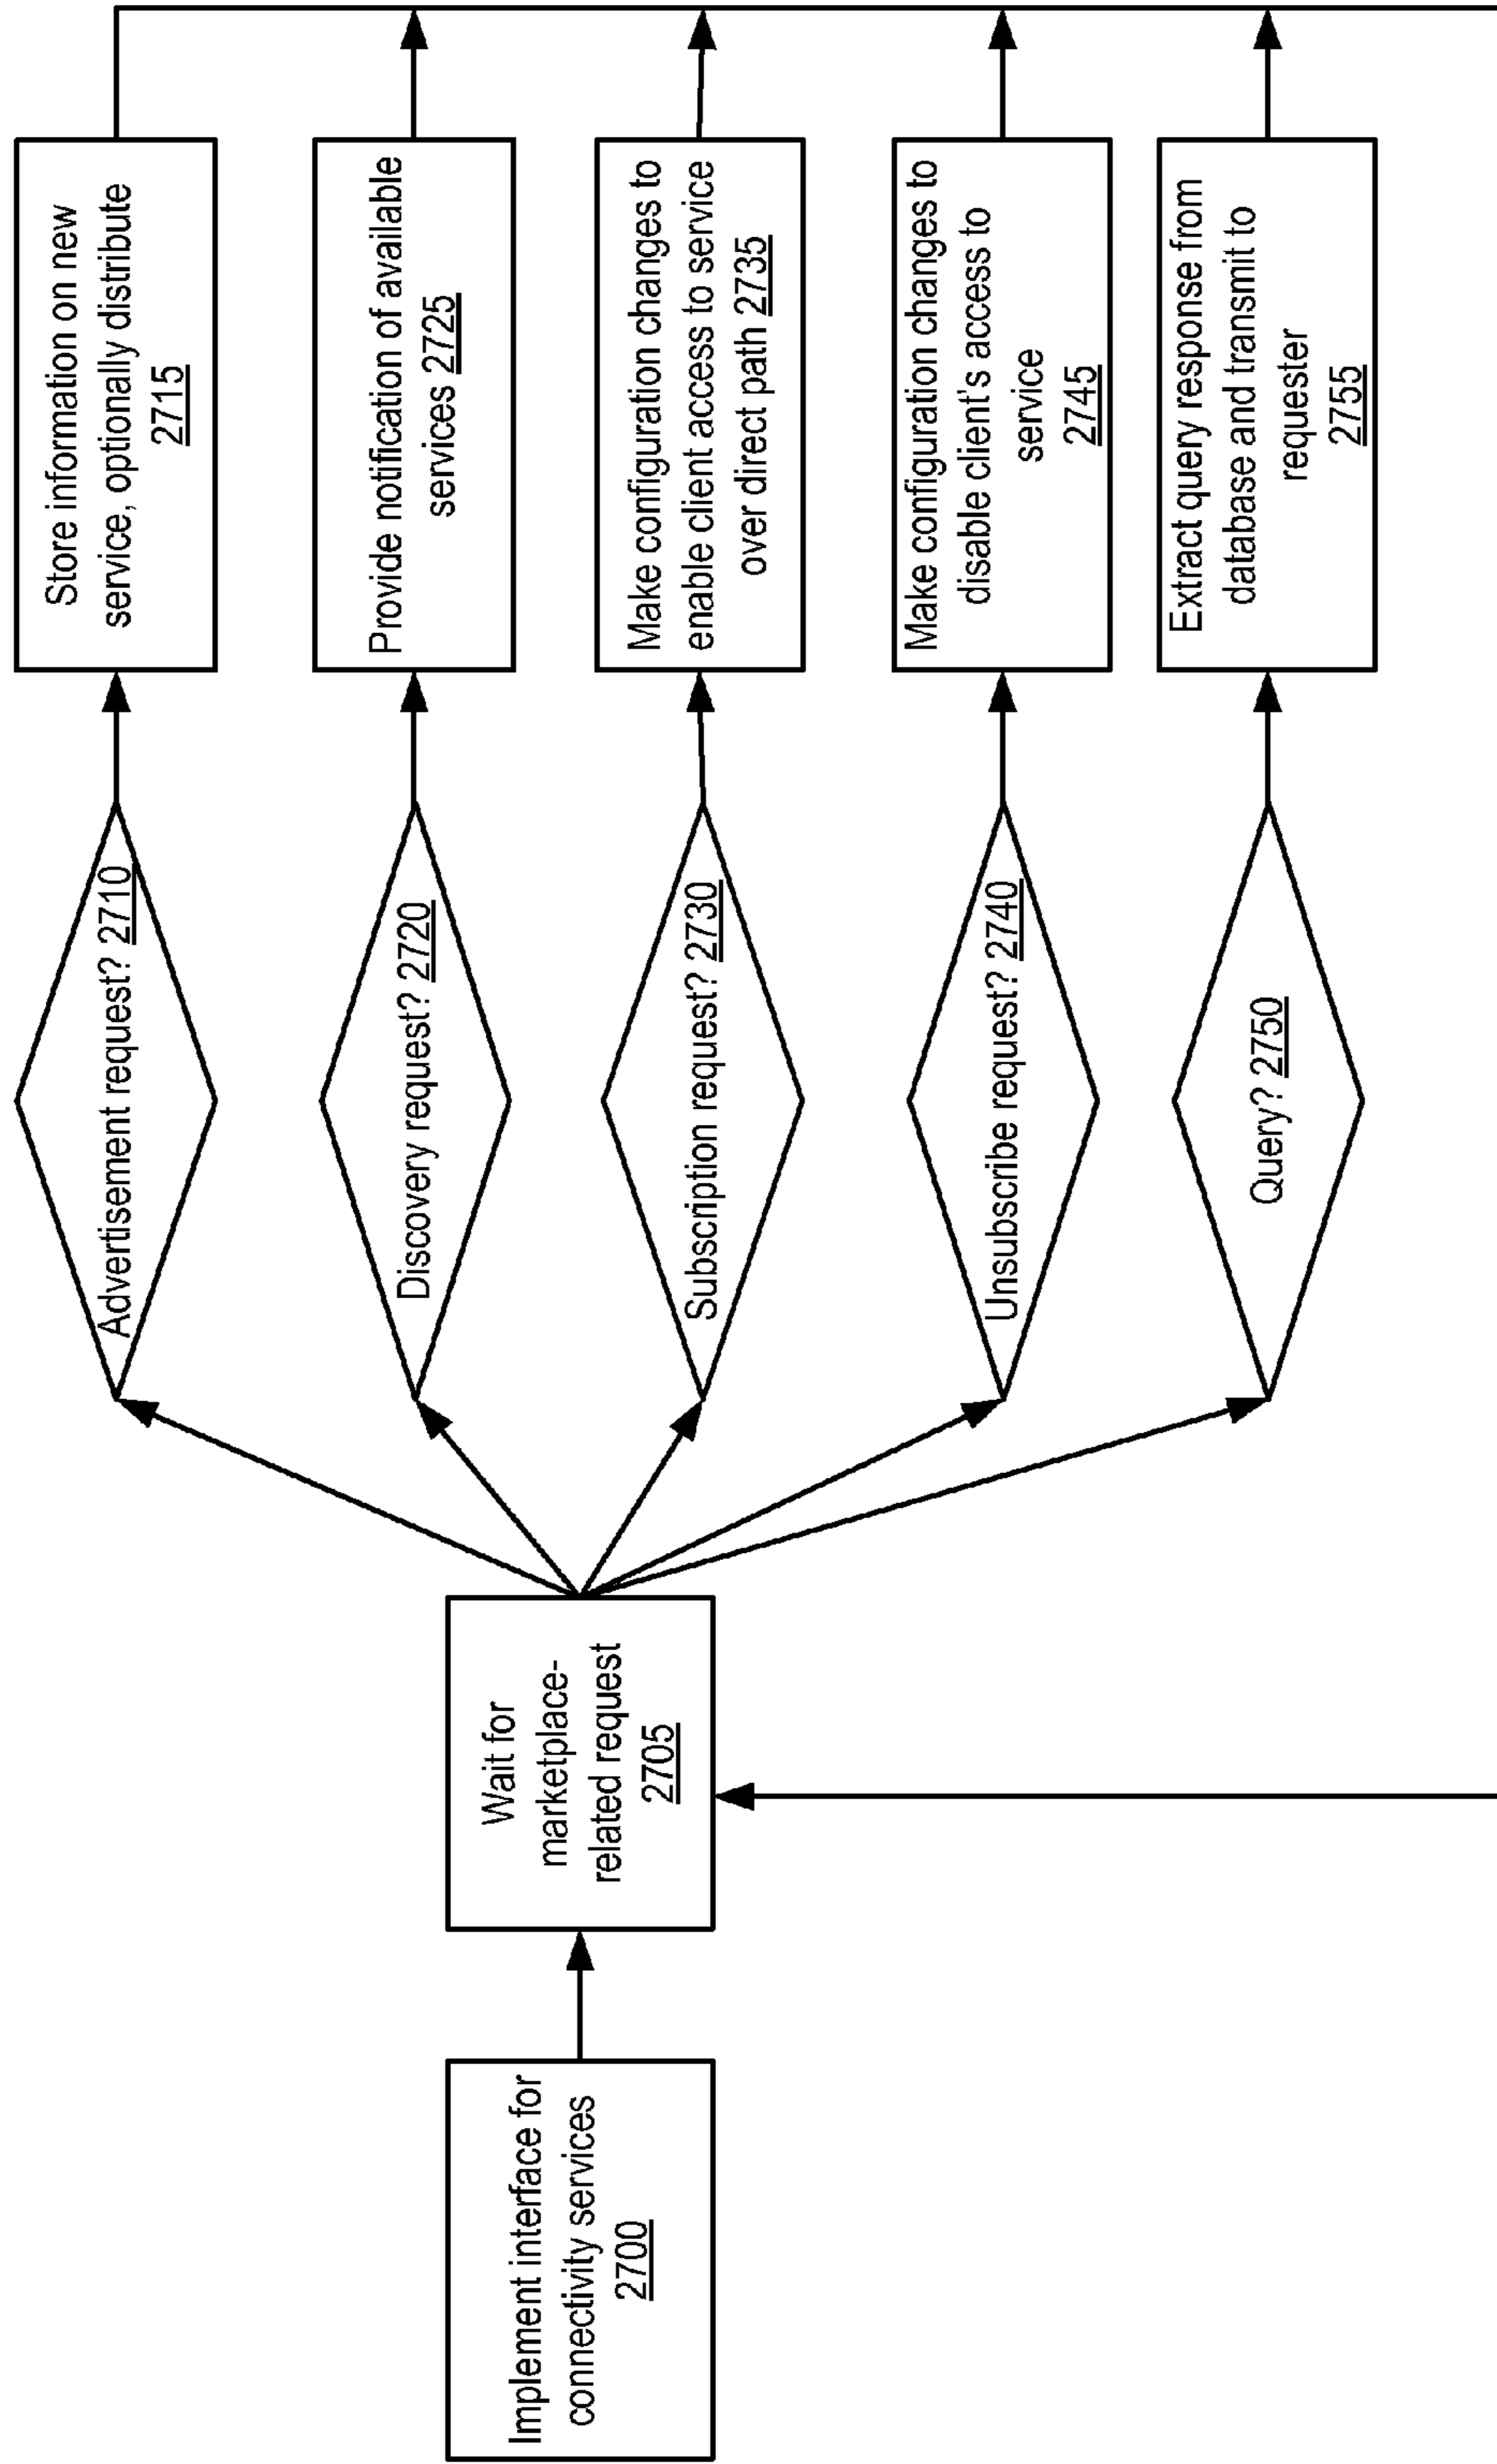 Implement interface for
connectivity services
2700
Wait for
marketplace-
related request
2705
Advertisement request? 2710
Store information on new
service, optionally distribute
2715
Discovery request? 2720
Provide notification of available
services 2725
Subscription request? 2730
Make configuration changes to
enable client access to service
over direct path 2735
Unsubscribe request? 2740
Make configuration changes to
disable client's access to
service
2745
Query? 2750
Extract query response from
database and transmit to
requester
2755